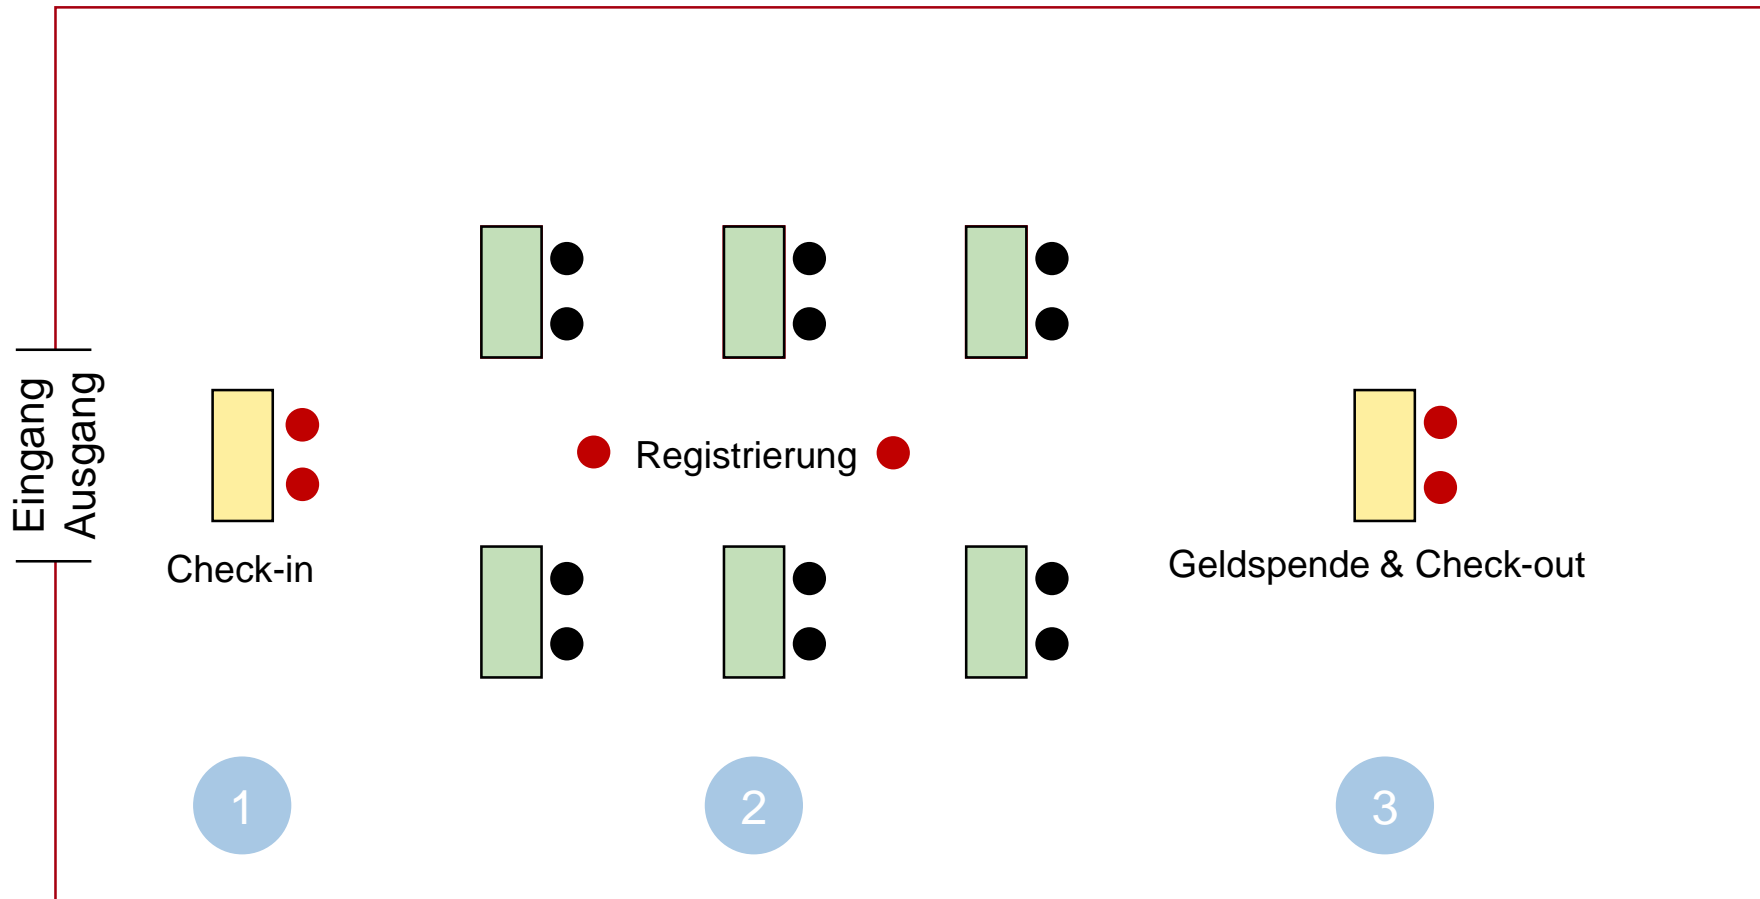 Eingang
Ausgang
Check-in
Registrierung
Geldspende & Check-out
1
2
3